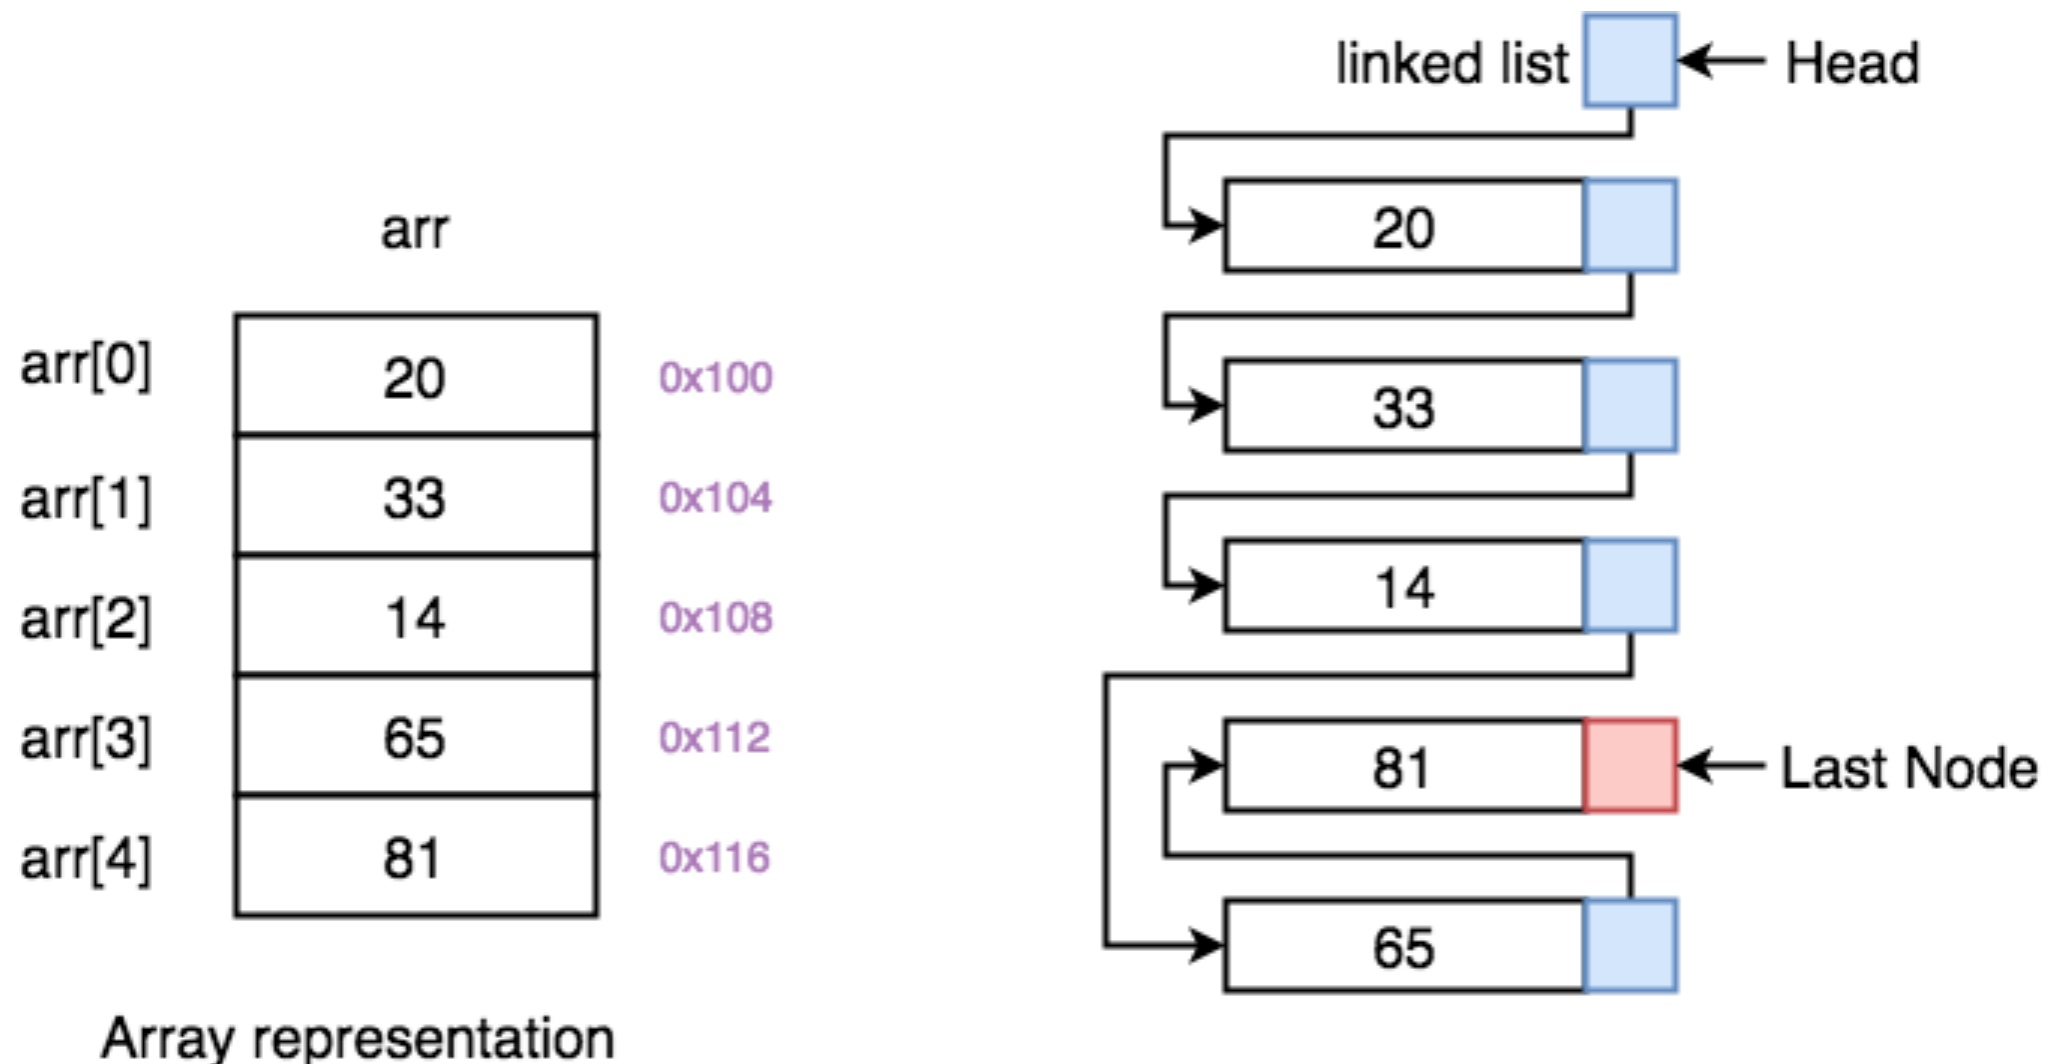 arr
arr[0] 20 0x100
arr[1] 33 0x104
arr[2] 14 0x108
arr[3] 65 0x112
arr[4] 81 0x116
Array representation
linked list Head
20
33
14
81 Last Node
65